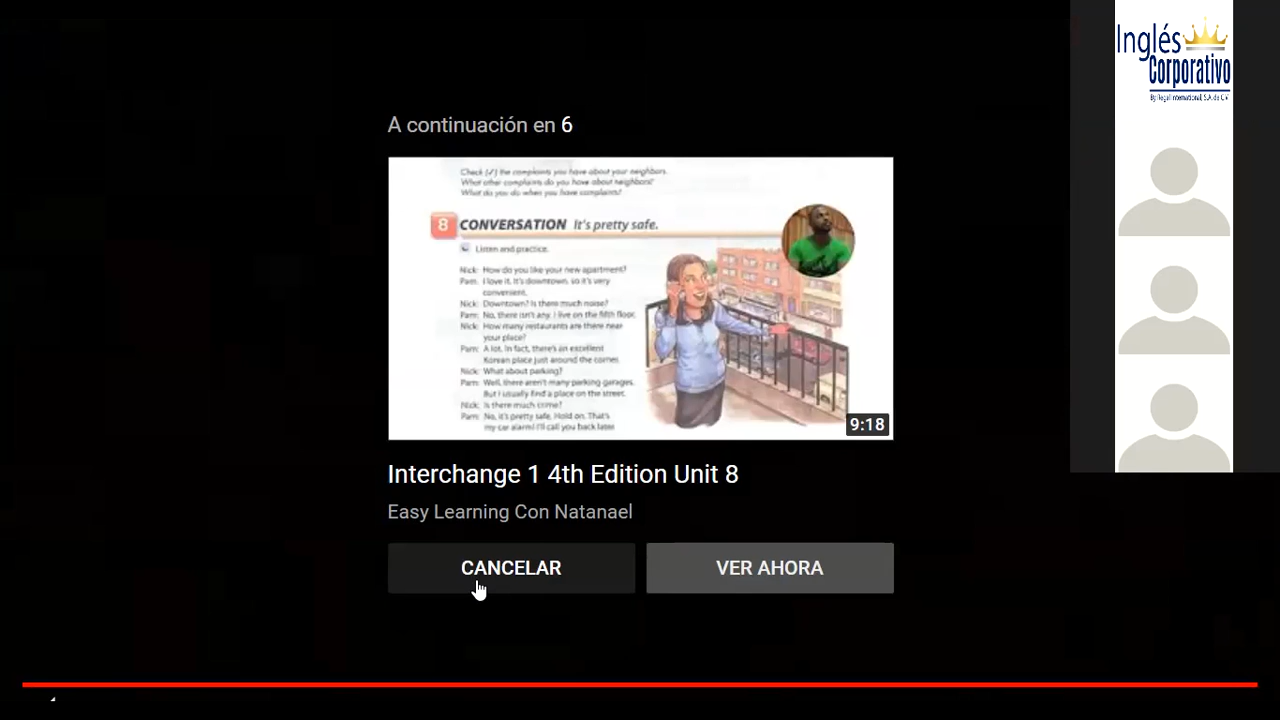 Inglés
Corporativo
By Regal International, S.A. de C.V.
A continuación en 6
Check (✓) the complaints you have about your neighbors.
What other complaints do you have about neighbors?
What do you do when you have complaints?
8 CONVERSATION It's pretty safe.
Listen and practice.
Nick: How do you like your new apartment?
Pam: I love it. It's downtown, so it's very
convenient.
Nick: Downtown? Is there much noise?
Pam: No, there isn't any. I live on the fifth floor.
Nick: How many restaurants are there near
your place?
Pam: A lot. In fact, there's an excellent
Korean place just around the corner.
Nick: What about parking?
Pam: Well, there aren't many parking garages.
But I usually find a place on the street.
Nick: Is there much crime?
Pam: No, it's pretty safe. Hold on. That's
my car alarm! I'll call you back later.
9:18
Interchange 1 4th Edition Unit 8
Easy Learning Con Natanael
CANCELAR
VER AHORA